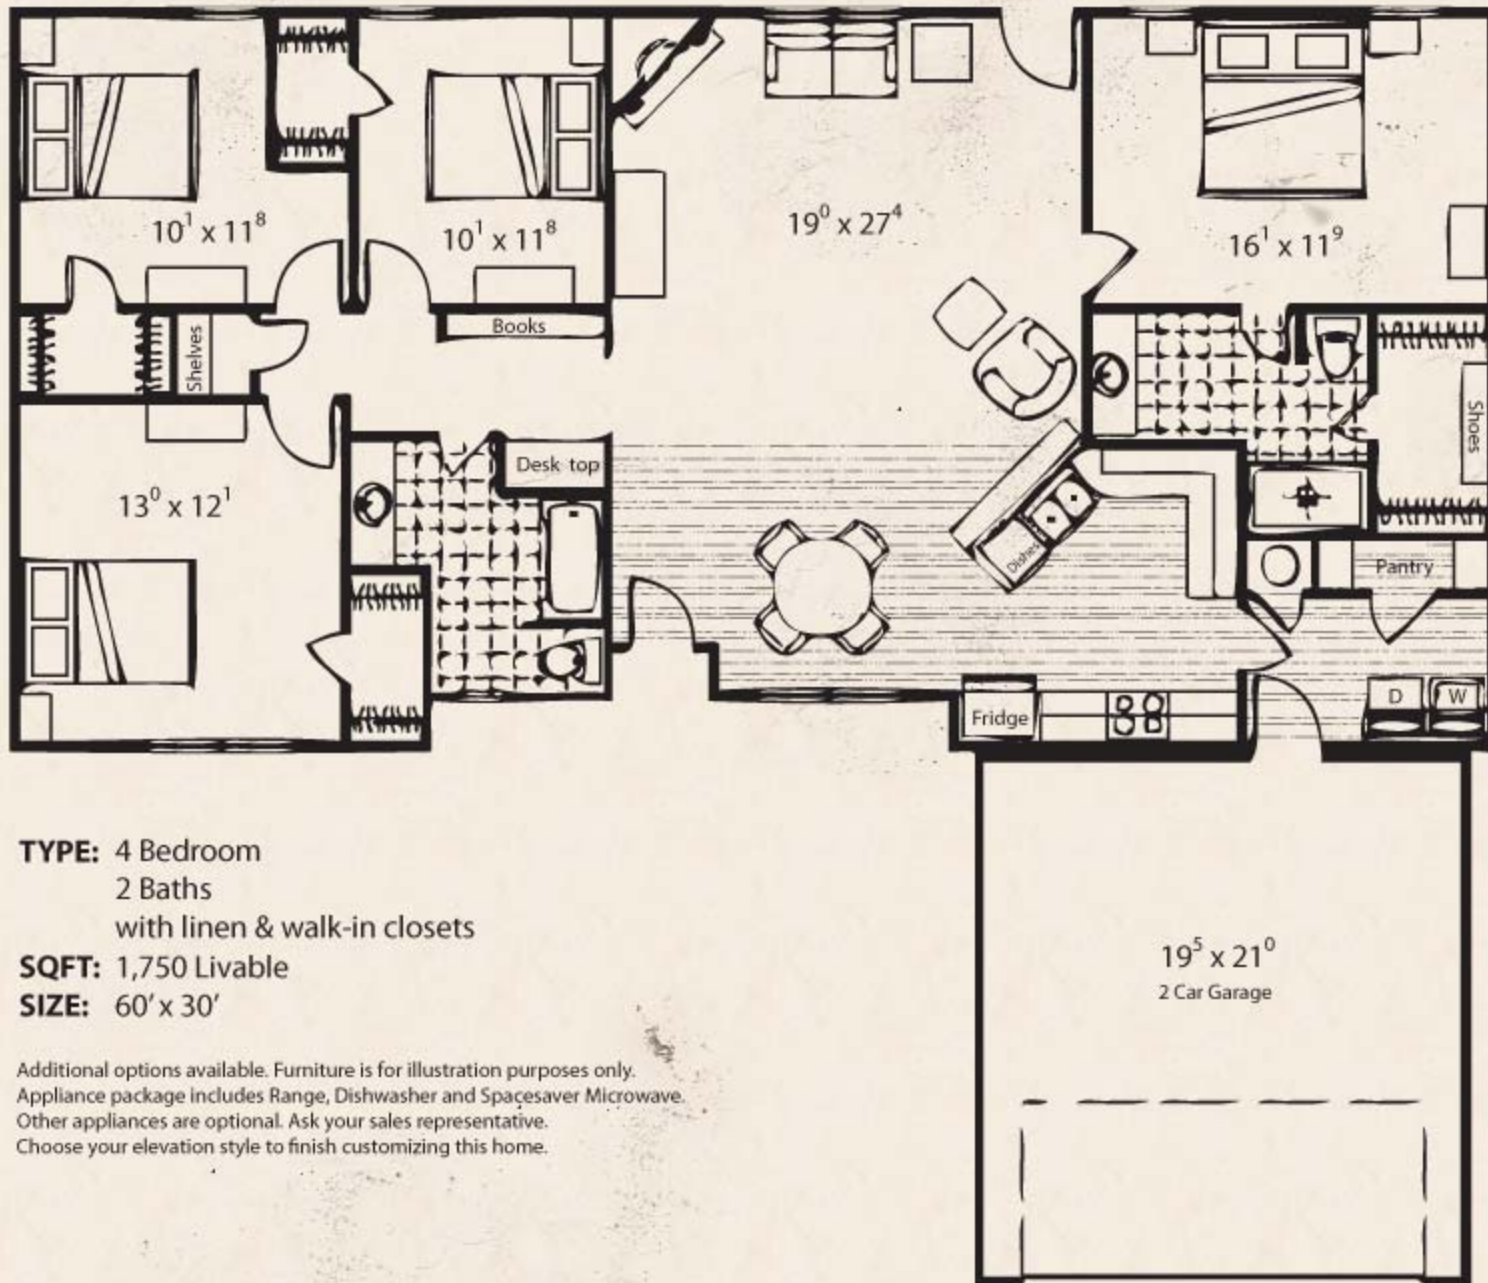 10¹ x 11⁸
10¹ x 11⁸
19⁰ x 27⁴
16¹ x 11⁹
Books
Shelves
Shoes
Desk top
13⁰ x 12¹
Dishes
Pantry
Fridge
D
W
TYPE: 4 Bedroom
2 Baths
with linen & walk-in closets
SQFT: 1,750 Livable
SIZE: 60' x 30'
19⁵ x 21⁰
2 Car Garage
Additional options available. Furniture is for illustration purposes only.
Appliance package includes Range, Dishwasher and Spacesaver Microwave.
Other appliances are optional. Ask your sales representative.
Choose your elevation style to finish customizing this home.